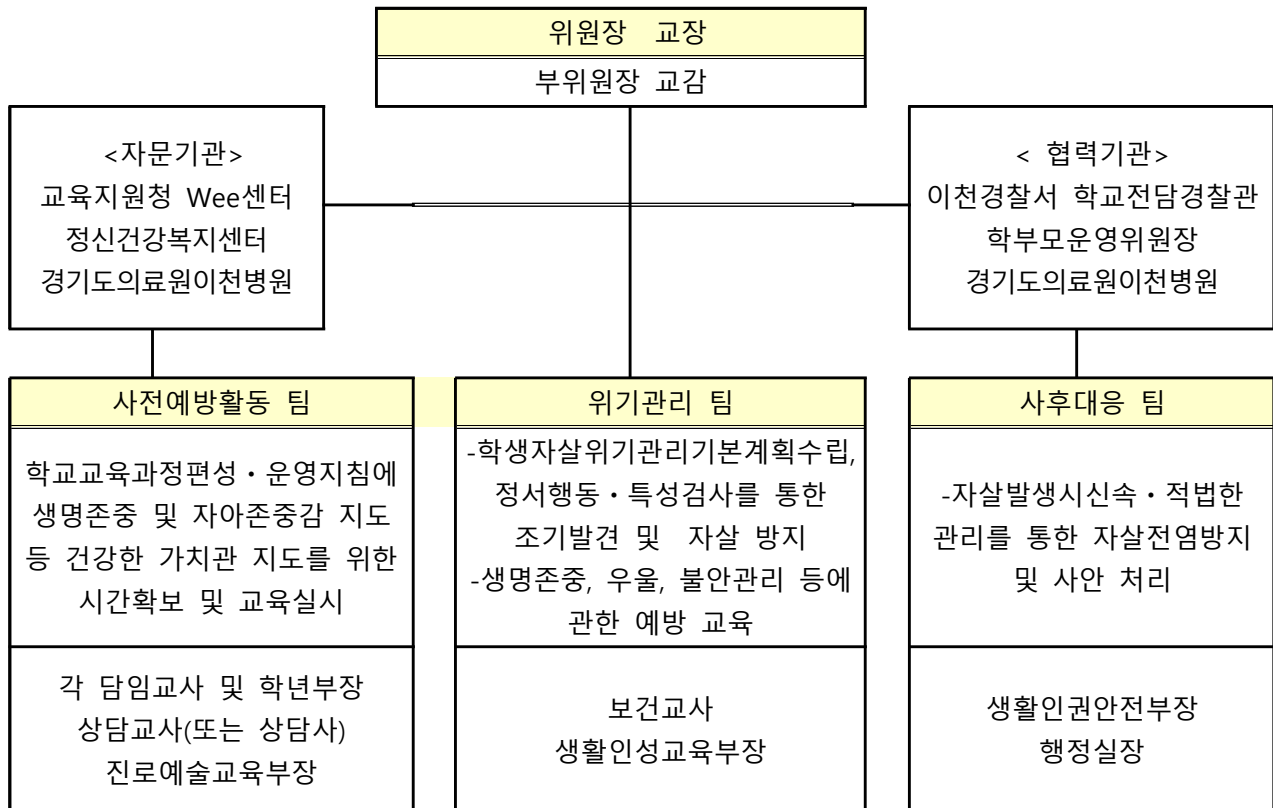 위원장 교장
부위원장 교감
<자문기관>
교육지원청 Wee센터
정신건강복지센터
경기도의료원이천병원
< 협력기관>
이천경찰서 학교전담경찰관
학부모운영위원장
경기도의료원이천병원
사전예방활동 팀
학교교육과정편성・운영지침에
생명존중 및 자아존중감 지도
등 건강한 가치관 지도를 위한
시간확보 및 교육실시
각 담임교사 및 학년부장
상담교사(또는 상담사)
진로예술교육부장
위기관리 팀
-학생자살위기관리기본계획수립,
정서행동・특성검사를 통한
조기발견 및 자살 방지
-생명존중, 우울, 불안관리 등에
관한 예방 교육
보건교사
생활인성교육부장
사후대응 팀
-자살발생시신속・적법한
관리를 통한 자살전염방지
및 사안 처리
생활인권안전부장
행정실장